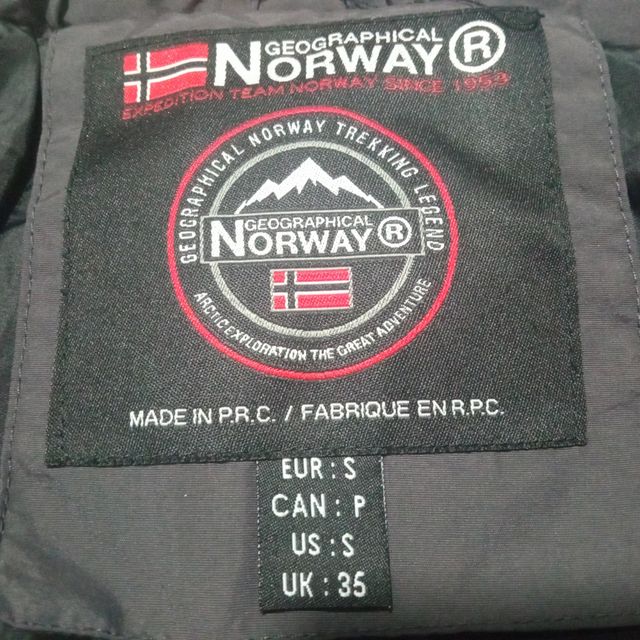 GEOGRAPHICAL
NORWAY®
EXPEDITION TEAM NORWAY SINCE 1953
GEOGRAPHICAL NORWAY TREKKING LEGEND
GEOGRAPHICAL
NORWAY®
ARCTIC EXPLORATION THE GREAT ADVENTURE
MADE IN P.R.C. / FABRIQUE EN R.P.C.
EUR : S
CAN : P
US : S
UK : 35